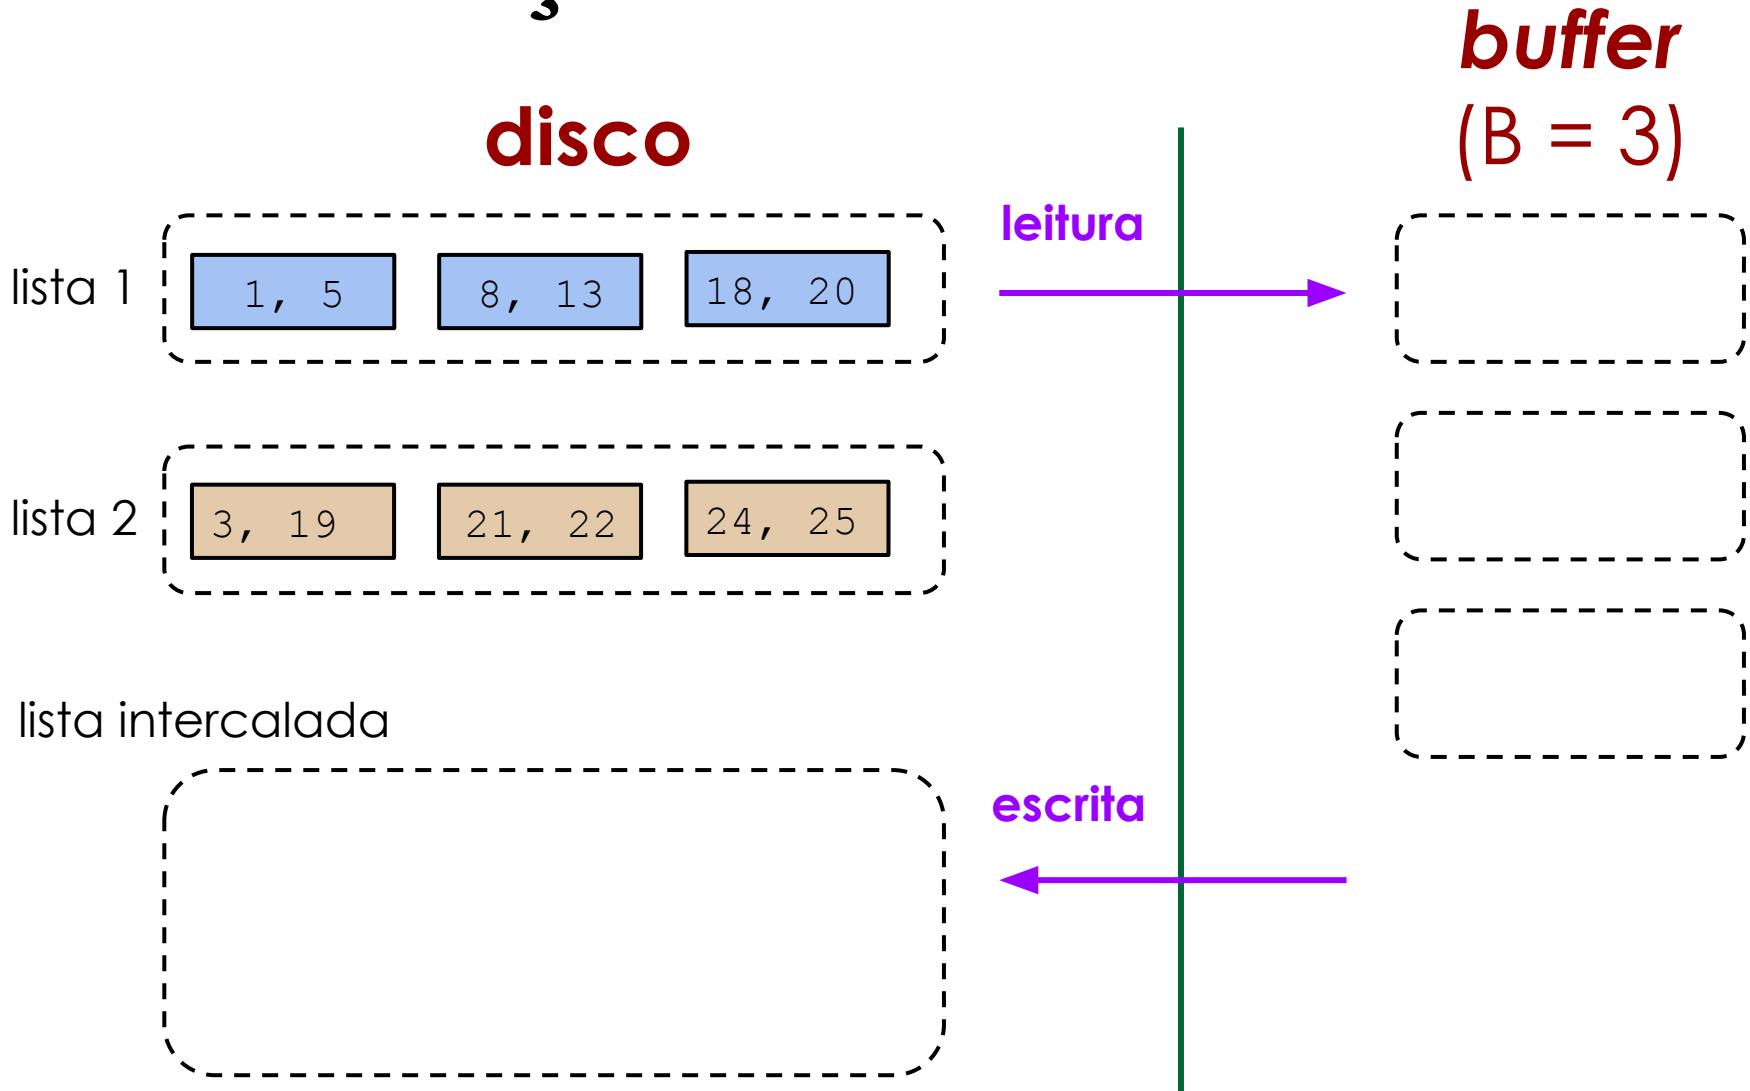 buffer
(B = 3)
disco
leitura
lista 1
1, 5
8, 13
18, 20
lista 2
3, 19
21, 22
24, 25
lista intercalada
escrita